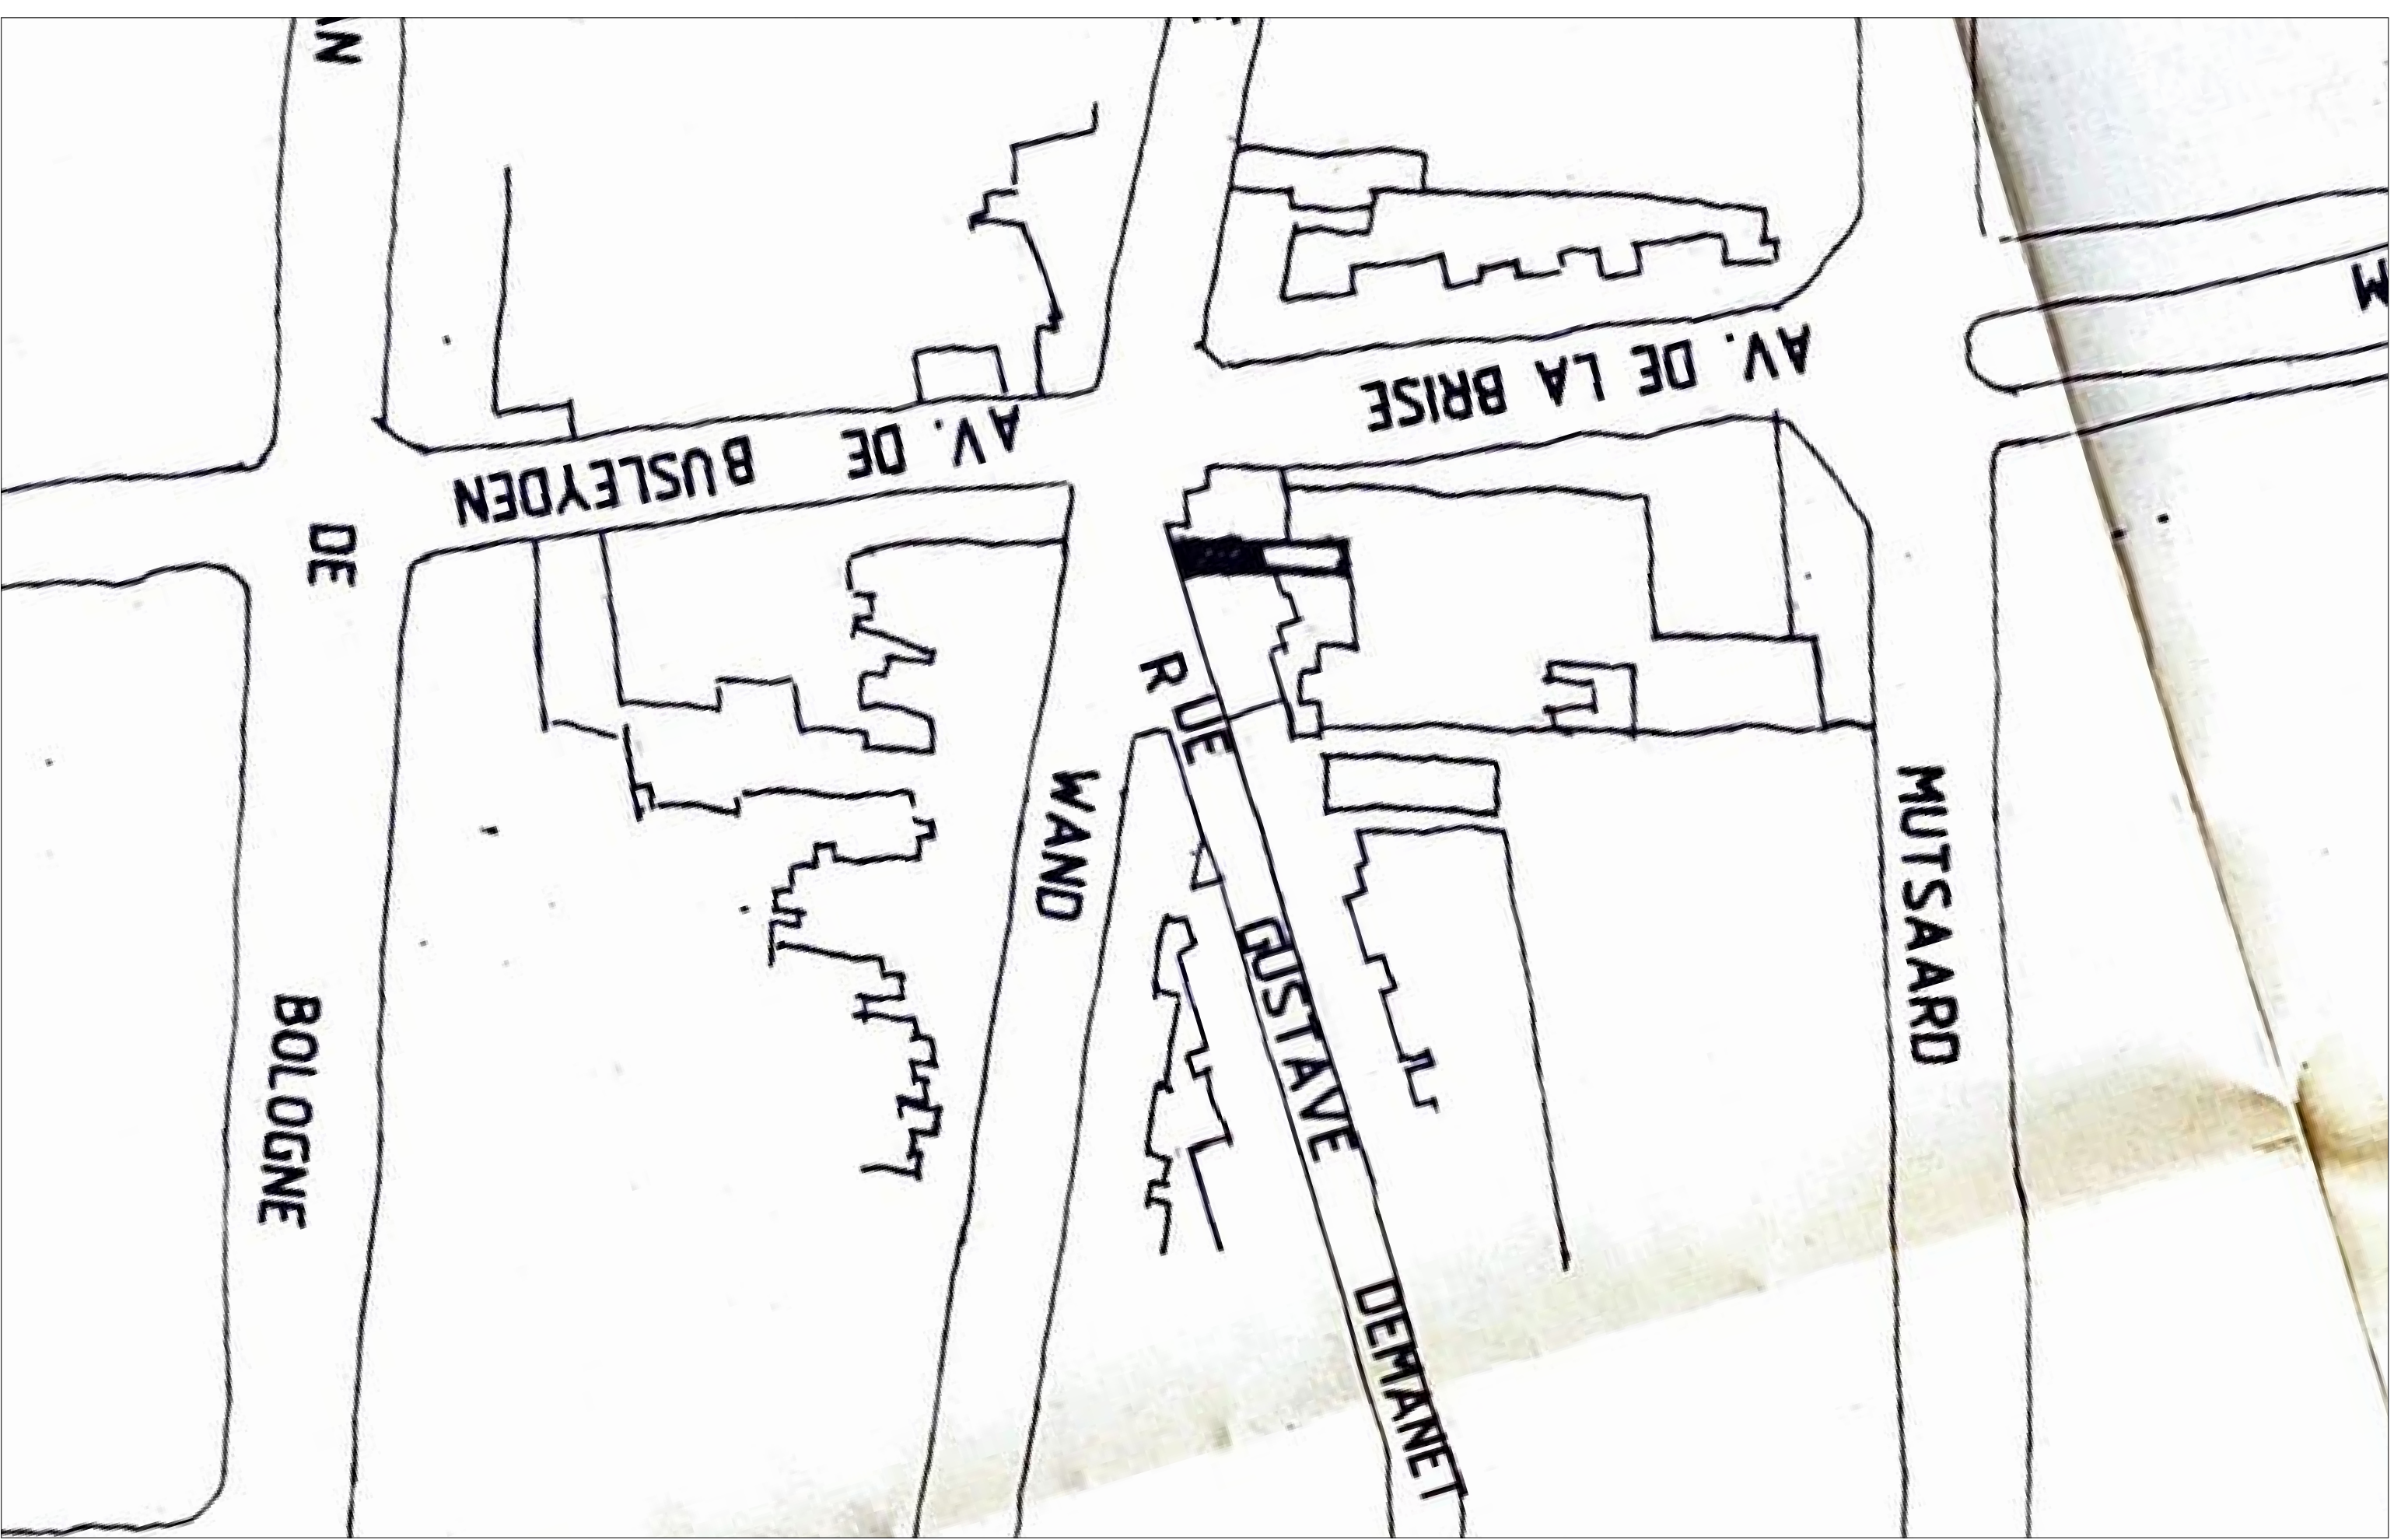 AV. DE LA BRISE
AV. DE BUSLEYDEN
DE BOLOGNE
WAND
RUE GUSTAVE DEMANET
MUTSAARD
M